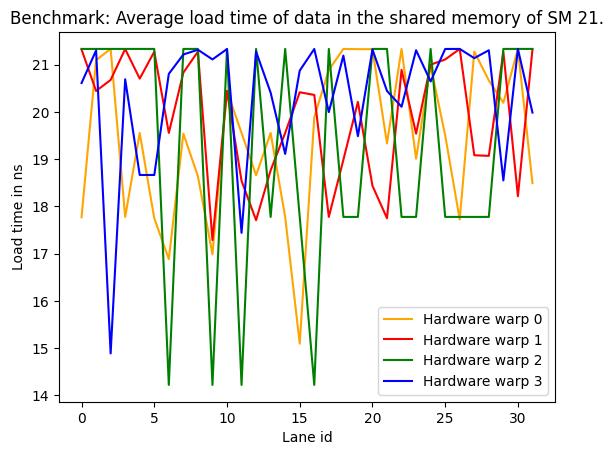 Benchmark: Average load time of data in the shared memory of SM 21.
Load time in ns
21
20
19
18
17
16
15
14
0
5
10
15
20
25
30
Lane id
Hardware warp 0
Hardware warp 1
Hardware warp 2
Hardware warp 3